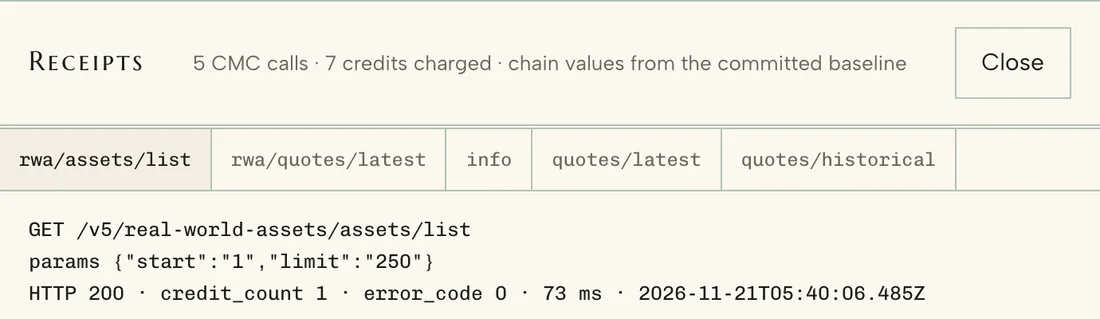 Receipts 5 CMC calls · 7 credits charged · chain values from the committed baseline Close
rwa/assets/list rwa/quotes/latest info quotes/latest quotes/historical
GET /v5/real-world-assets/assets/list
params {"start":"1","limit":"250"}
HTTP 200 · credit_count 1 · error_code 0 · 73 ms · 2026-11-21T05:40:06.485Z